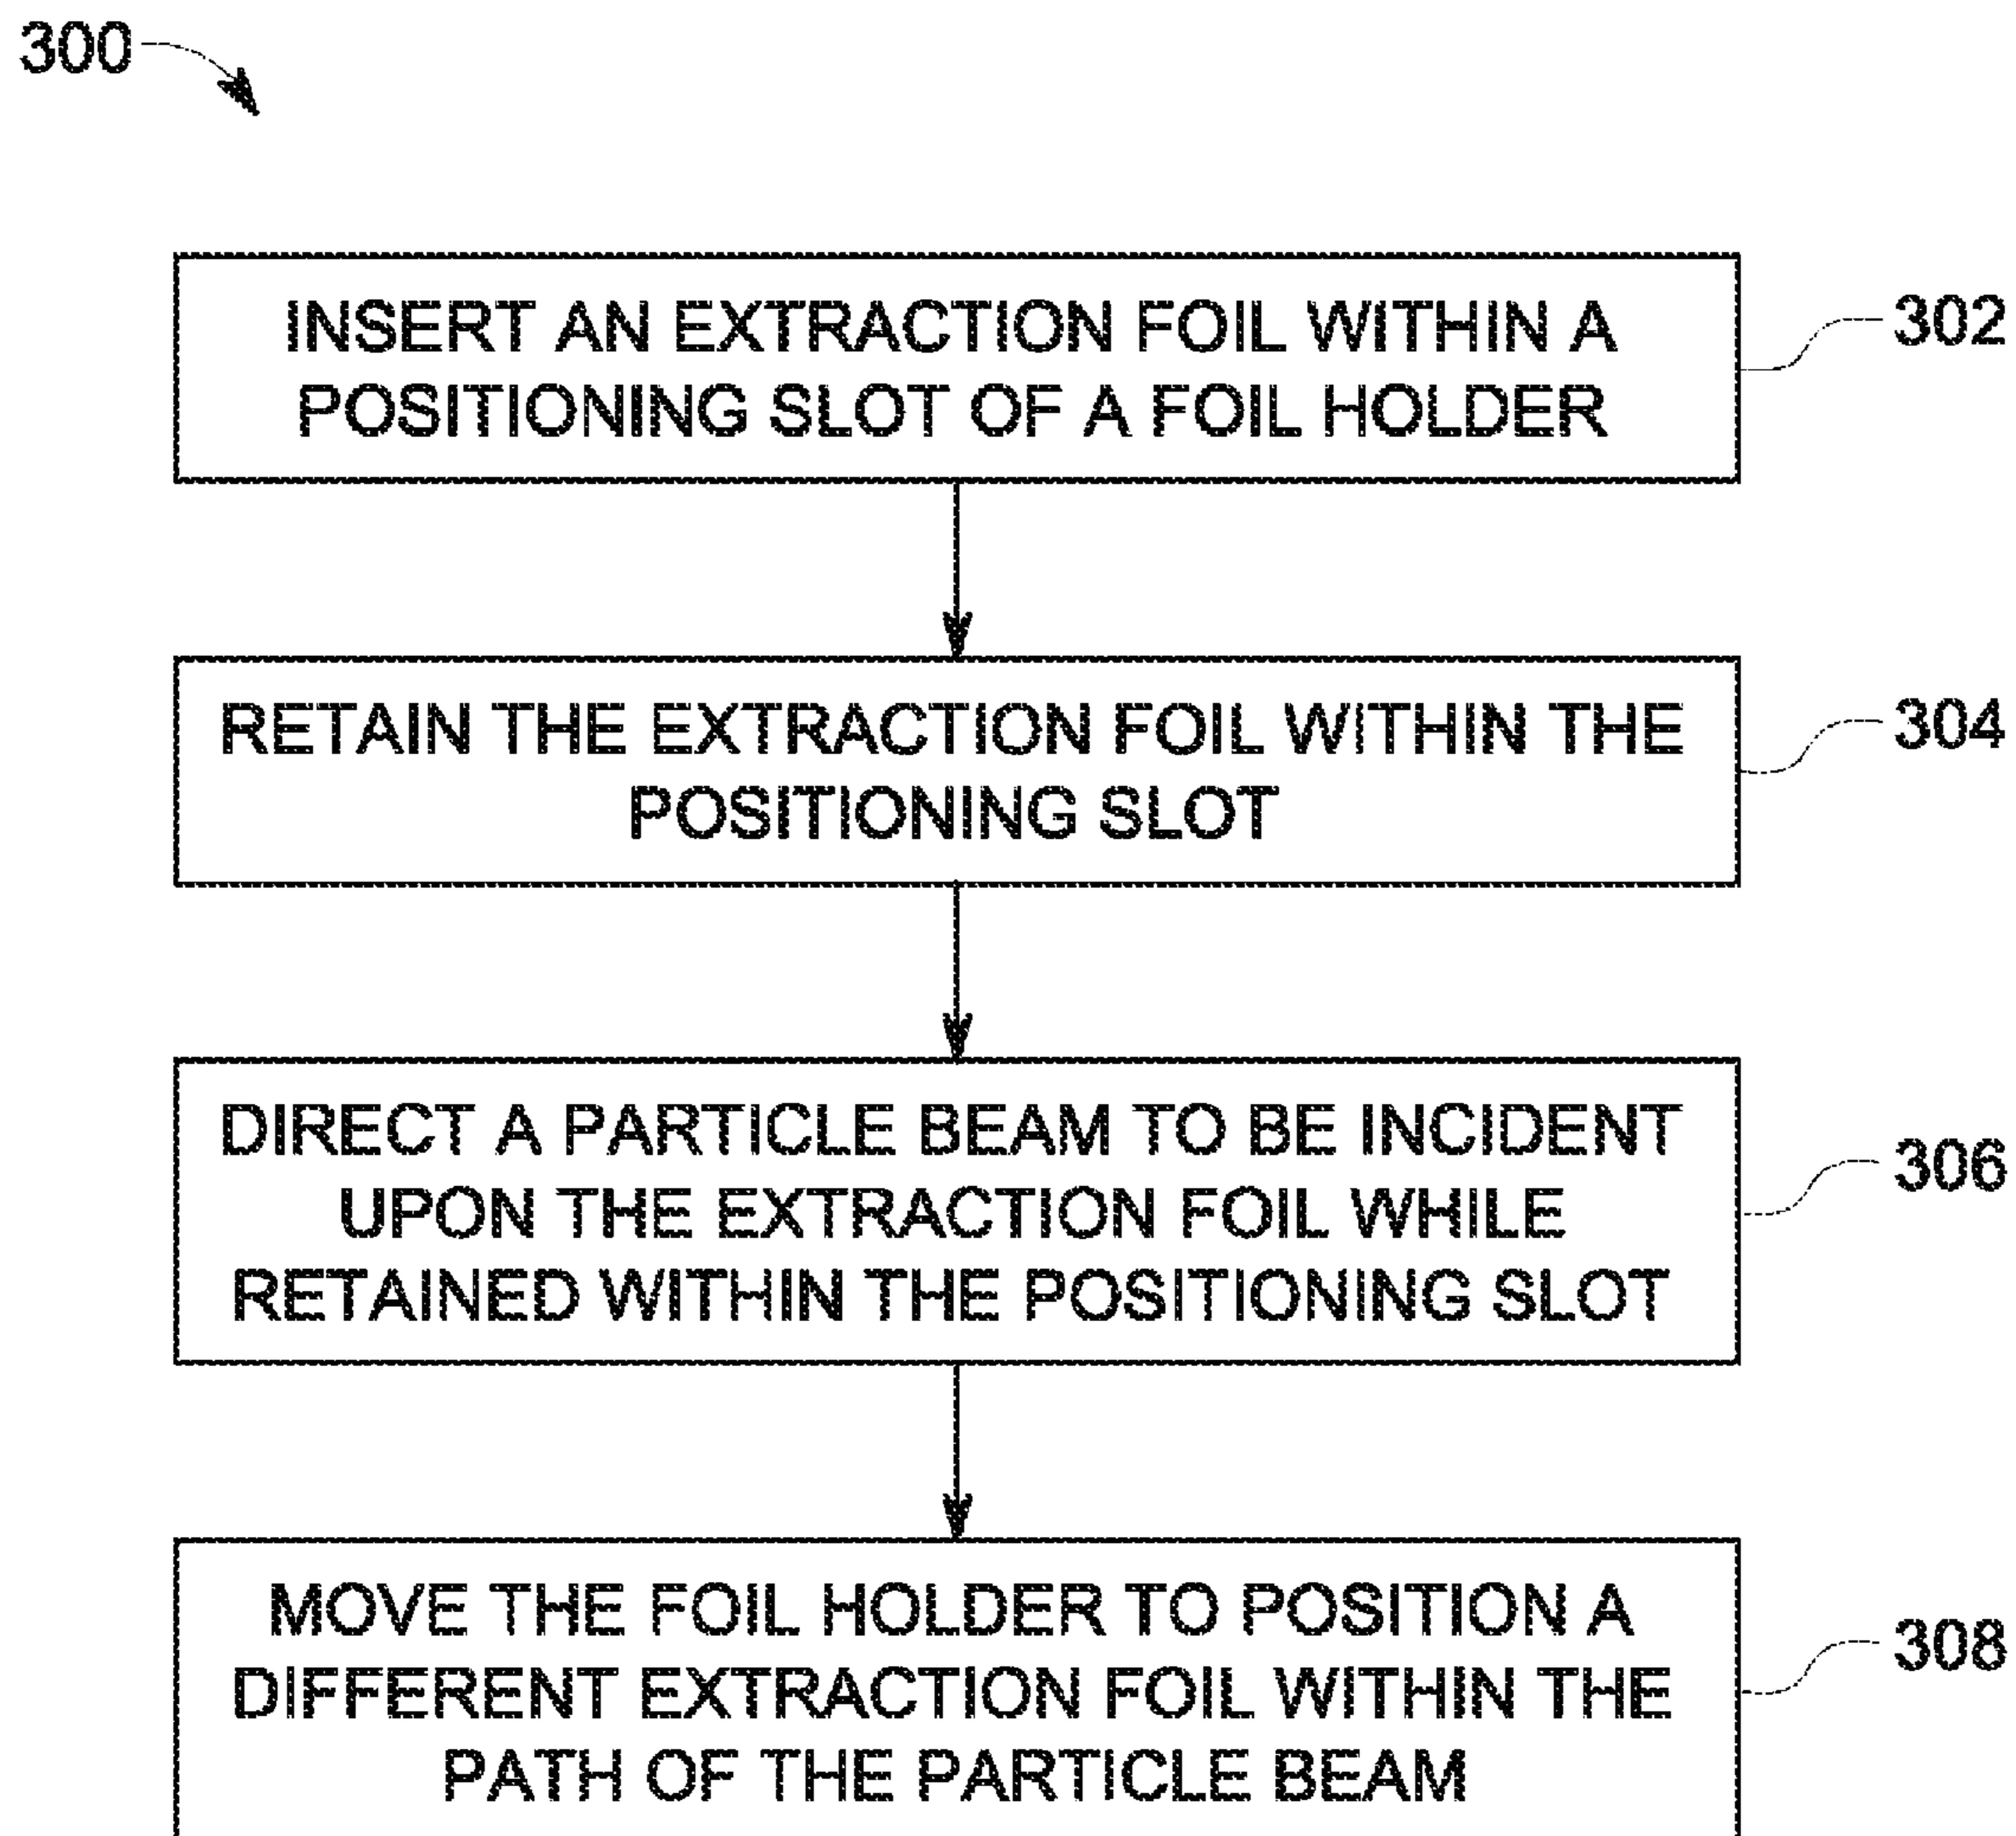 300
INSERT AN EXTRACTION FOIL WITHIN A
POSITIONING SLOT OF A FOIL HOLDER
302
RETAIN THE EXTRACTION FOIL WITHIN THE
POSITIONING SLOT
304
DIRECT A PARTICLE BEAM TO BE INCIDENT
UPON THE EXTRACTION FOIL WHILE
RETAINED WITHIN THE POSITIONING SLOT
306
MOVE THE FOIL HOLDER TO POSITION A
DIFFERENT EXTRACTION FOIL WITHIN THE
PATH OF THE PARTICLE BEAM
308